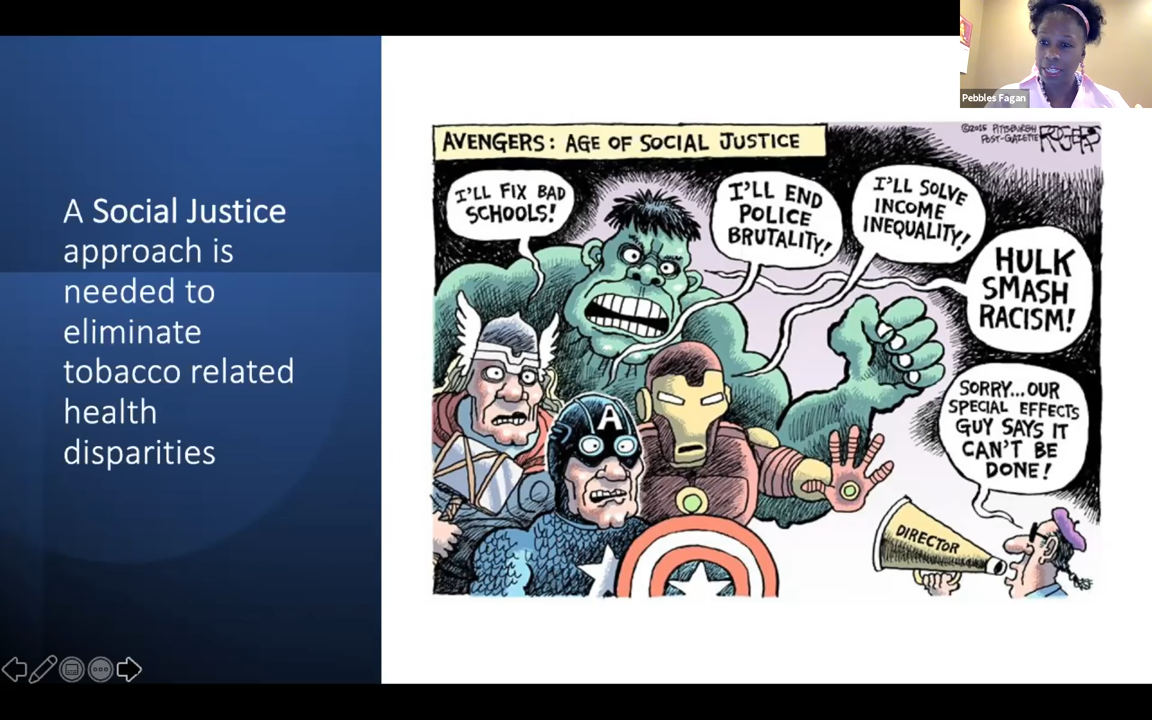 Pebbles Fagan
A Social Justice
approach is
needed to
eliminate
tobacco related
health
disparities
AVENGERS: AGE OF SOCIAL JUSTICE
©2015 PITTSBURGH
POST-GAZETTE
ROGERS
I'LL FIX BAD
SCHOOLS!
I'LL END
POLICE
BRUTALITY!
I'LL SOLVE
INCOME
INEQUALITY!
HULK
SMASH
RACISM!
SORRY...OUR
SPECIAL EFFECTS
GUY SAYS IT
CAN'T BE
DONE!
A
DIRECTOR